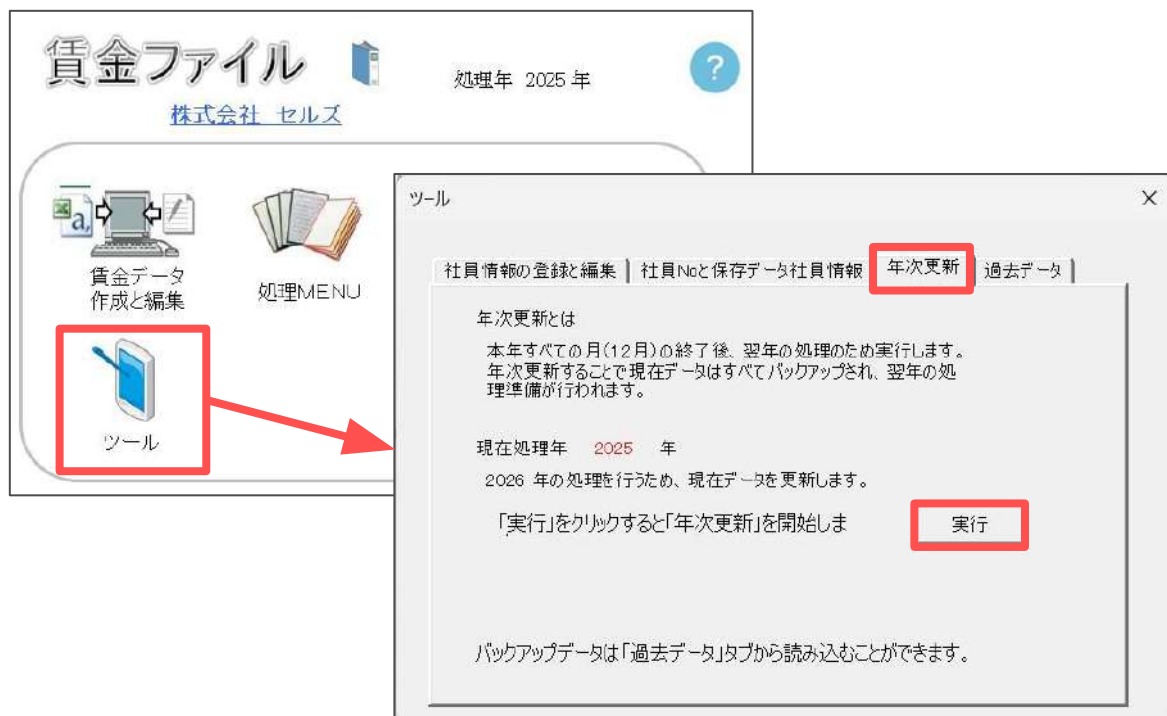 賃金ファイル
処理年 2025 年
?
株式会社 セルズ
a,
賃金データ
作成と編集
処理MENU
ツール
ツール
X
社員情報の登録と編集
社員Noと保存データ社員情報
年次更新
過去データ
年次更新とは
本年すべての月(12月)の終了後、翌年の処理のため実行します。
年次更新することで現在データはすべてバックアップされ、翌年の処
理準備が行われます。
現在処理年 2025 年
2026 年の処理を行うため、現在データを更新します。
「実行」をクリックすると「年次更新」を開始しま
実行
バックアップデータは「過去データ」タブから読み込むことができます。